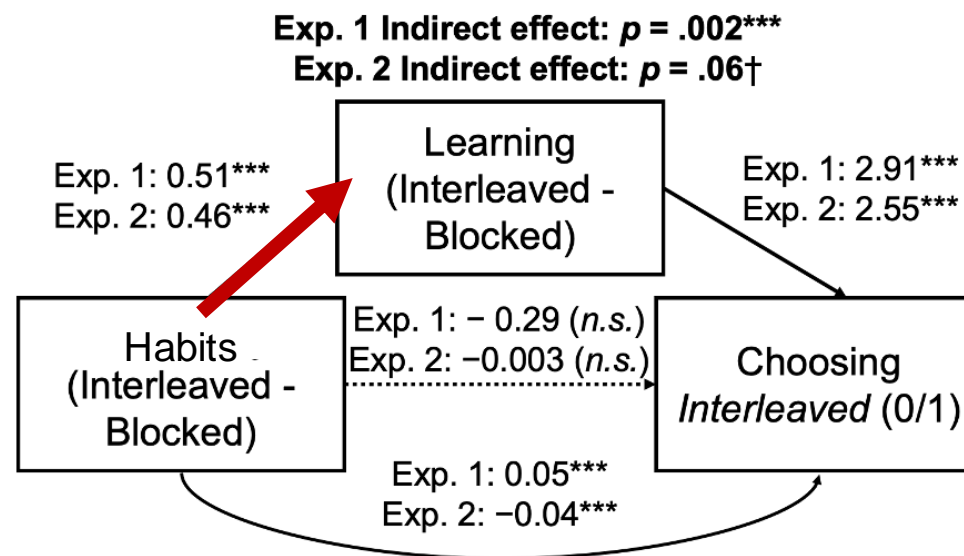 Exp. 1 Indirect effect: p = .002***
Exp. 2 Indirect effect: p = .06†
Learning
(Interleaved -
Blocked)
Exp. 1: 0.51***
Exp. 2: 0.46***
Exp. 1: 2.91***
Exp. 2: 2.55***
Habits
(Interleaved -
Blocked)
Exp. 1: − 0.29 (n.s.)
Exp. 2: −0.003 (n.s.)
Choosing
Interleaved (0/1)
Exp. 1: 0.05***
Exp. 2: −0.04***